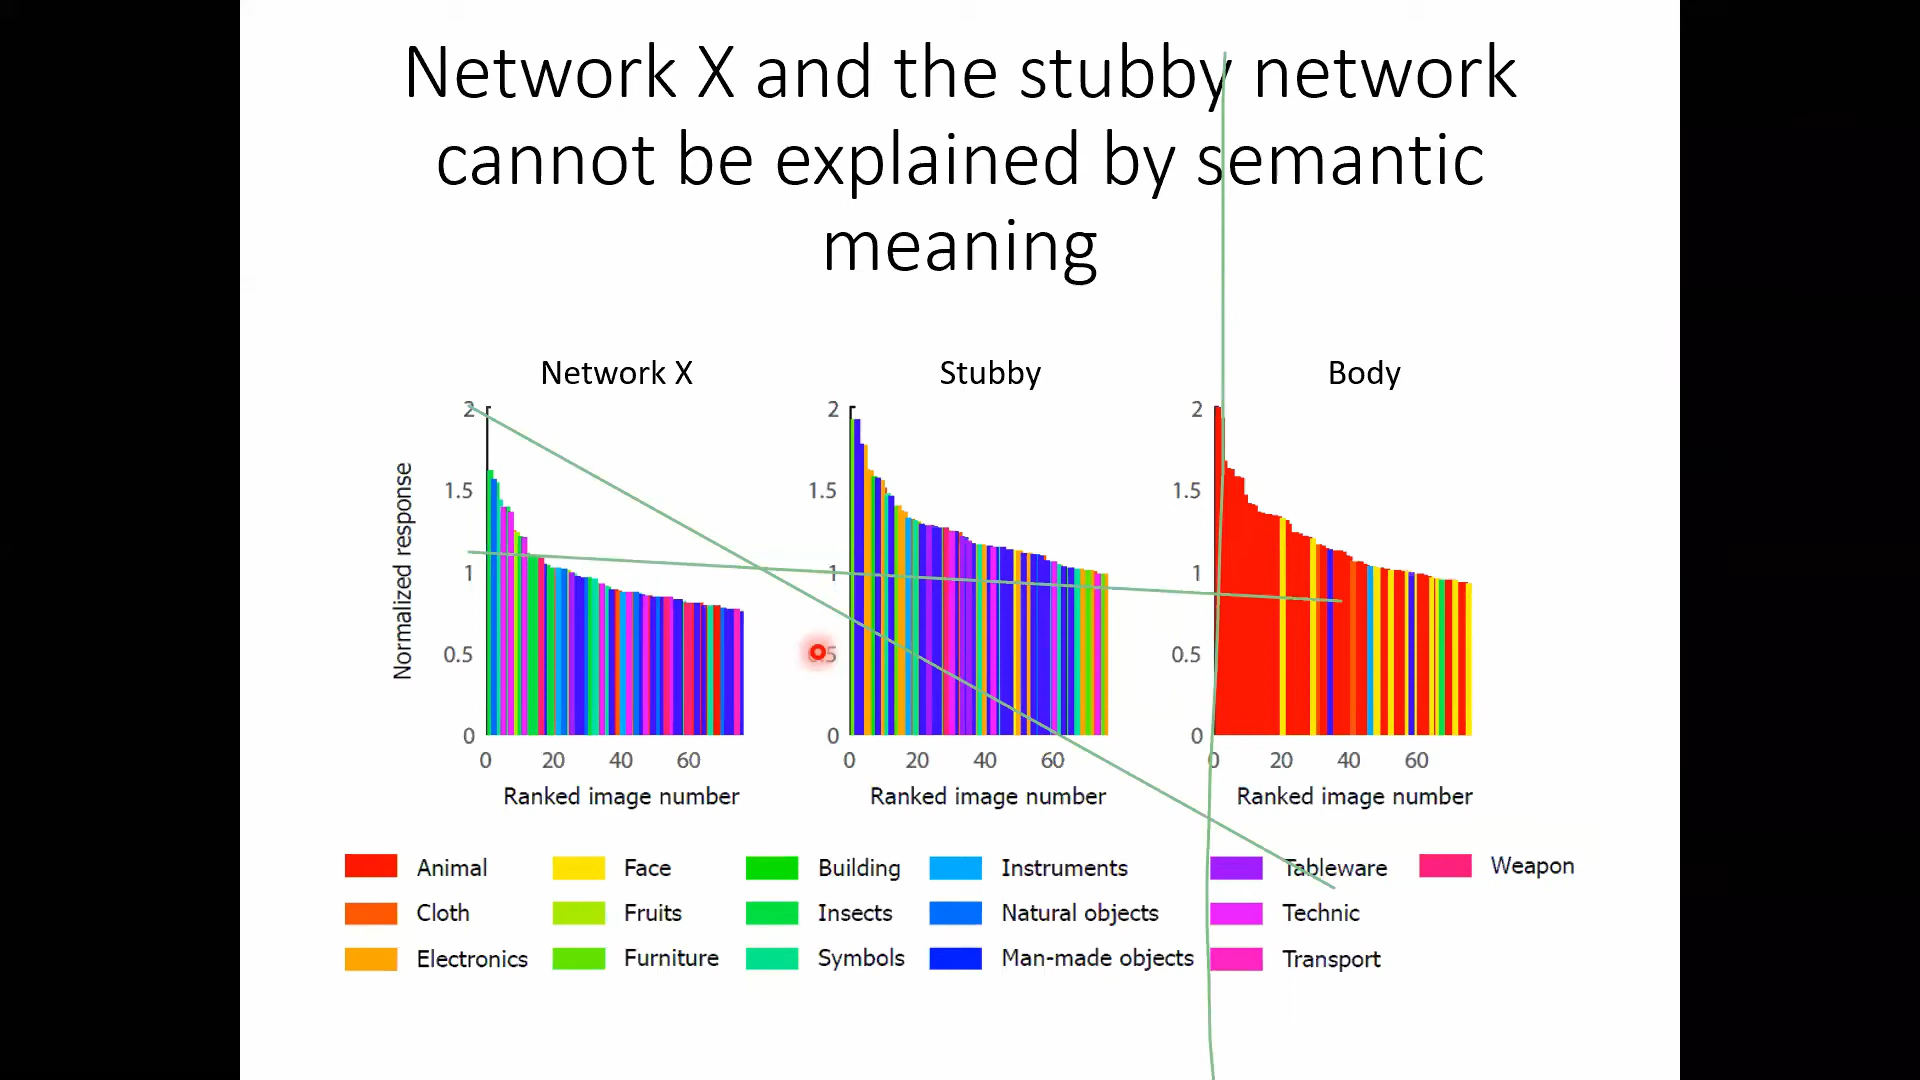 Network X and the stubby network
cannot be explained by semantic
meaning
Network X
Stubby
Body
Normalized response
2
1.5
1
0.5
0
0 20 40 60
Ranked image number
2
1.5
1
0
0 20 40 60
Ranked image number
2
1.5
1
0.5
0
0 20 40 60
Ranked image number
Animal Face Building Instruments Tableware Weapon
Cloth Fruits Insects Natural objects Technic
Electronics Furniture Symbols Man-made objects Transport